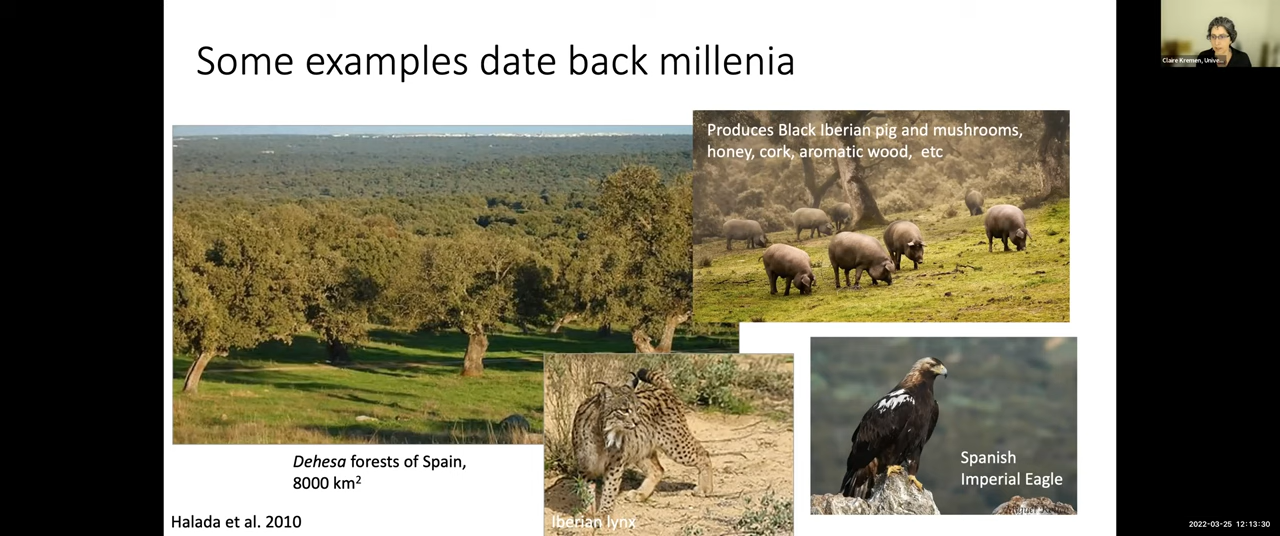 Some examples date back millenia
Claire Kremen, Unive...
Produces Black Iberian pig and mushrooms,
honey, cork, aromatic wood, etc
Dehesa forests of Spain,
8000 km²
Iberian lynx
Spanish
Imperial Eagle
Halada et al. 2010
2022-03-25 12:13:30